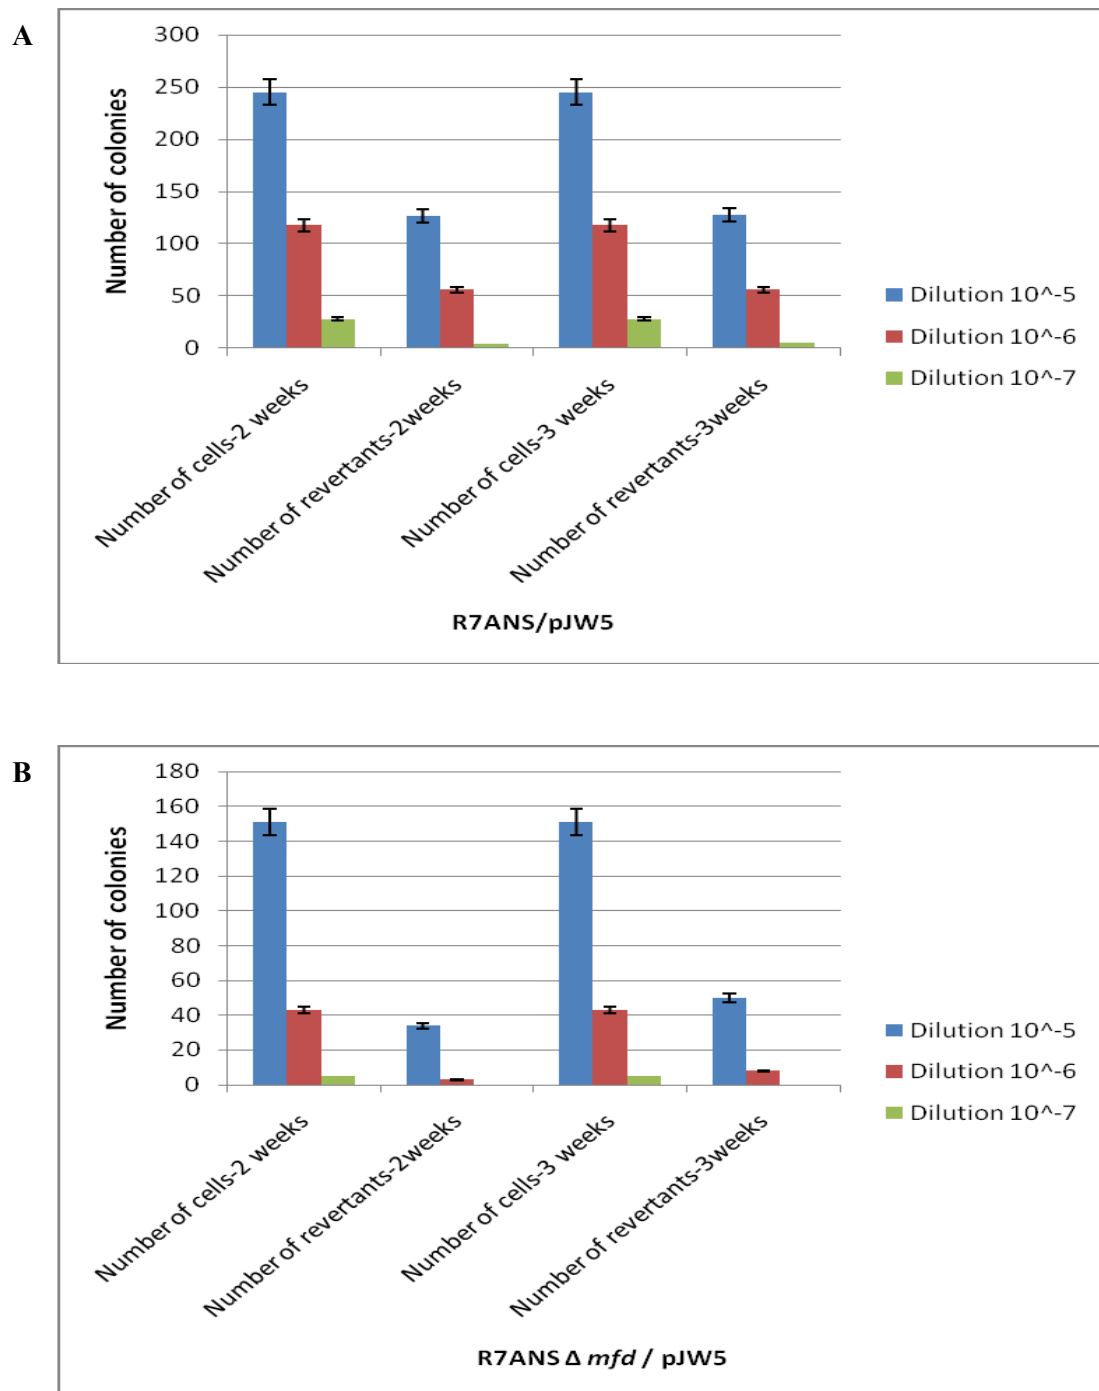 A
300
250
200
150
100
50
0
Number of colonies
Number of cells-2 weeks
Number of revertants-2weeks
Number of cells-3 weeks
Number of revertants-3weeks
R7ANS/pJW5
Dilution 10^-5
Dilution 10^-6
Dilution 10^-7
B
180
160
140
120
100
80
60
40
20
0
Number of colonies
Number of cells-2 weeks
Number of revertants-2weeks
Number of cells-3 weeks
Number of revertants-3weeks
R7ANS Δ mfd / pJW5
Dilution 10^-5
Dilution 10^-6
Dilution 10^-7